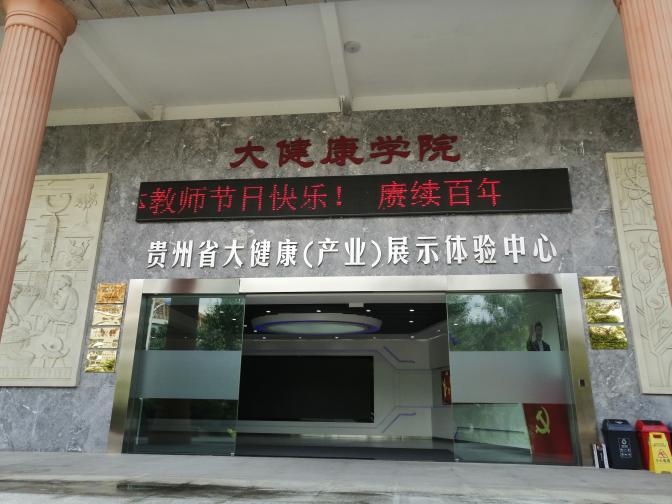 大健康学院
体教师节日快乐！ 赓续百年
贵州省大健康(产业)展示体验中心